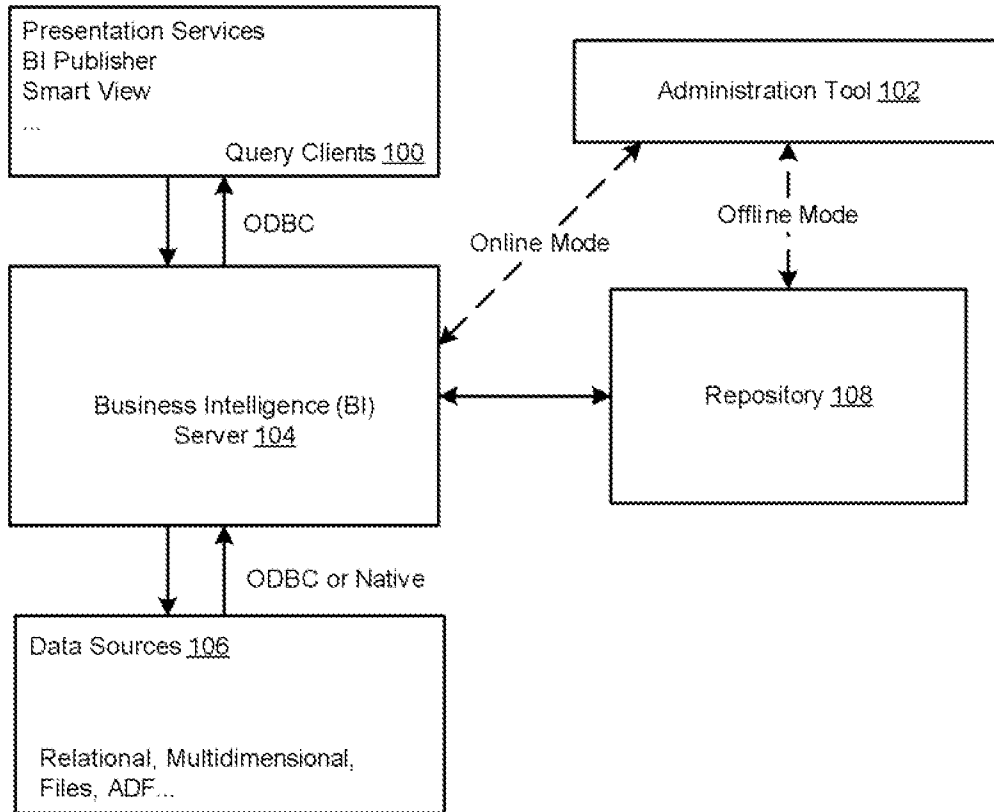 Presentation Services
BI Publisher
Smart View
...
Query Clients 100
Administration Tool 102
ODBC
Online Mode
Offline Mode
Business Intelligence (BI)
Server 104
Repository 108
ODBC or Native
Data Sources 106
Relational, Multidimensional,
Files, ADF...